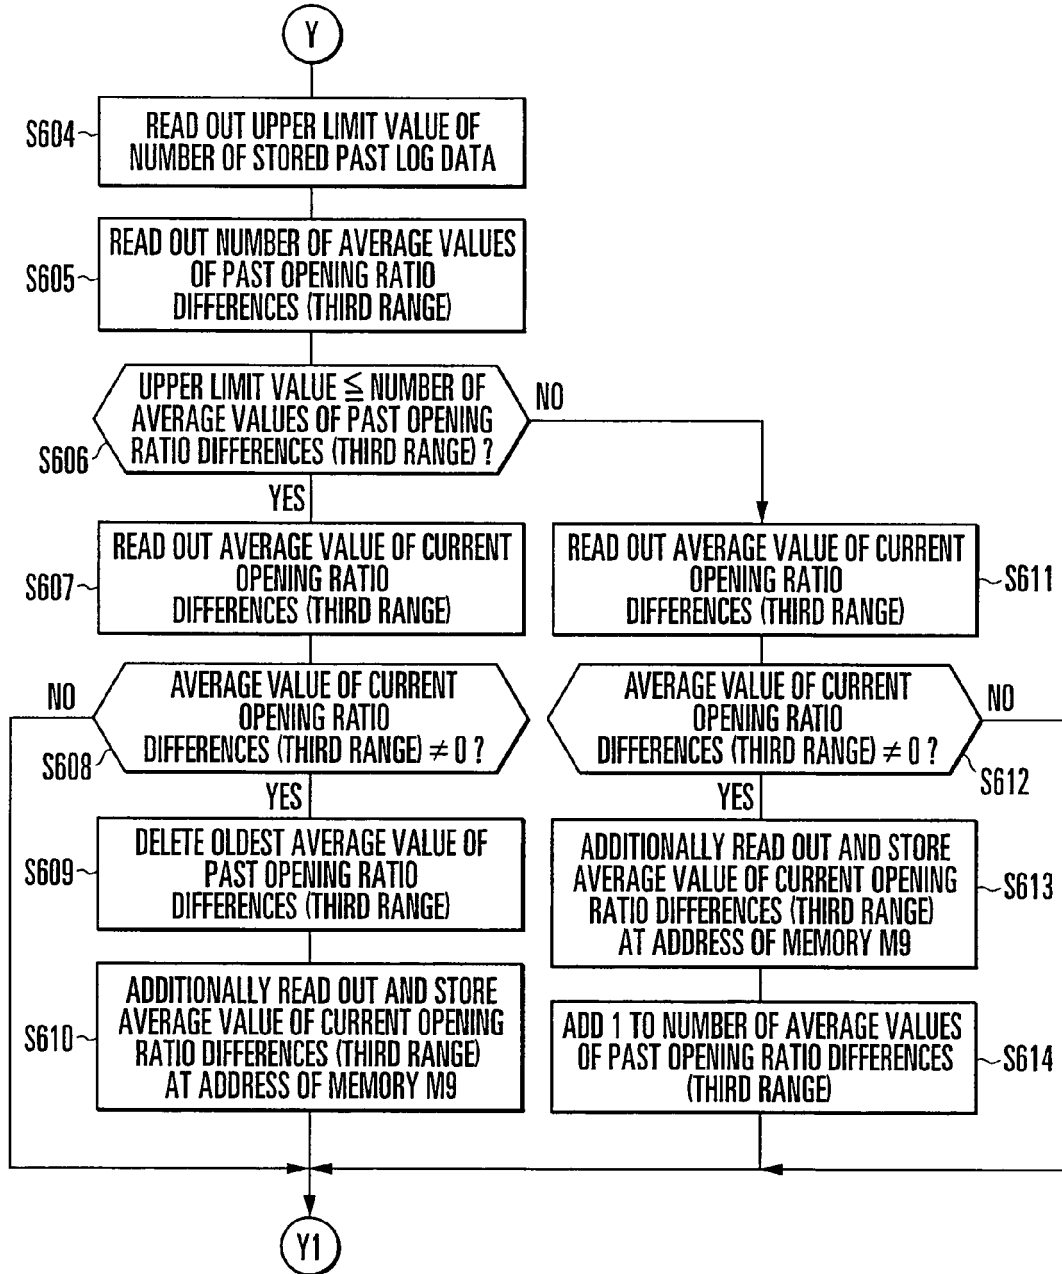 Y
S604
READ OUT UPPER LIMIT VALUE OF
NUMBER OF STORED PAST LOG DATA
S605
READ OUT NUMBER OF AVERAGE VALUES
OF PAST OPENING RATIO
DIFFERENCES (THIRD RANGE)
S606
UPPER LIMIT VALUE ≦ NUMBER OF
AVERAGE VALUES OF PAST OPENING
RATIO DIFFERENCES (THIRD RANGE) ?
NO
YES
S607
READ OUT AVERAGE VALUE OF CURRENT
OPENING RATIO
DIFFERENCES (THIRD RANGE)
NO
S608
AVERAGE VALUE OF CURRENT
OPENING RATIO
DIFFERENCES (THIRD RANGE) ≠ 0 ?
YES
S609
DELETE OLDEST AVERAGE VALUE OF
PAST OPENING RATIO
DIFFERENCES (THIRD RANGE)
S610
ADDITIONALLY READ OUT AND STORE
AVERAGE VALUE OF CURRENT OPENING
RATIO DIFFERENCES (THIRD RANGE)
AT ADDRESS OF MEMORY M9
READ OUT AVERAGE VALUE OF CURRENT
OPENING RATIO
DIFFERENCES (THIRD RANGE)
S611
AVERAGE VALUE OF CURRENT
OPENING RATIO
DIFFERENCES (THIRD RANGE) ≠ 0 ?
NO
S612
YES
ADDITIONALLY READ OUT AND STORE
AVERAGE VALUE OF CURRENT OPENING
RATIO DIFFERENCES (THIRD RANGE)
AT ADDRESS OF MEMORY M9
S613
ADD 1 TO NUMBER OF AVERAGE VALUES
OF PAST OPENING RATIO DIFFERENCES
(THIRD RANGE)
S614
Y1